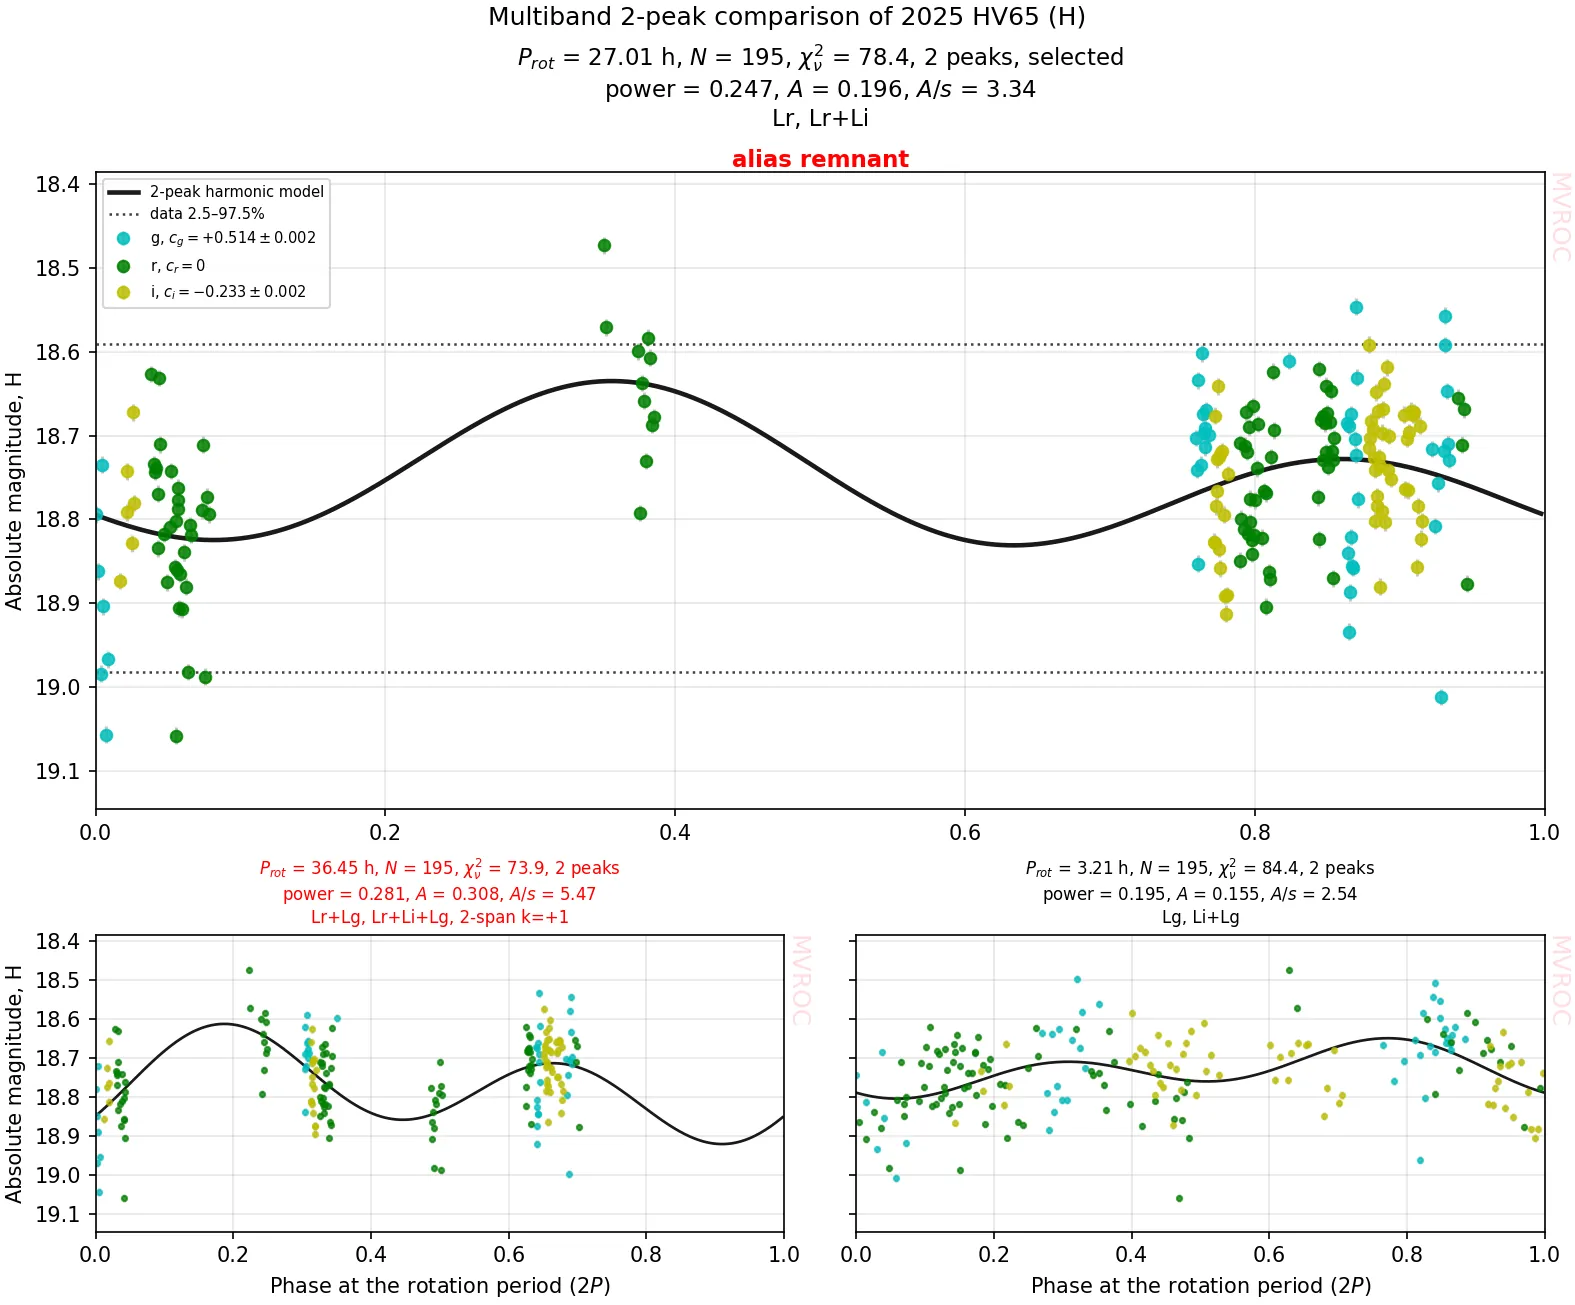 Multiband 2-peak comparison of 2025 HV65 (H)
P_rot = 27.01 h, N = 195, χ²_ν = 78.4, 2 peaks, selected
power = 0.247, A = 0.196, A/s = 3.34
Lr, Lr+Li
alias remnant
2-peak harmonic model
data 2.5–97.5%
g, c_g = +0.514 ± 0.002
r, c_r = 0
i, c_i = −0.233 ± 0.002
MVROC
Absolute magnitude, H
18.4
18.5
18.6
18.7
18.8
18.9
19.0
19.1
0.0 0.2 0.4 0.6 0.8 1.0
P_rot = 36.45 h, N = 195, χ²_ν = 73.9, 2 peaks
power = 0.281, A = 0.308, A/s = 5.47
Lr+Lg, Lr+Li+Lg, 2-span k=+1
MVROC
Absolute magnitude, H
18.4
18.5
18.6
18.7
18.8
18.9
19.0
19.1
0.0 0.2 0.4 0.6 0.8 1.0
Phase at the rotation period (2P)
P_rot = 3.21 h, N = 195, χ²_ν = 84.4, 2 peaks
power = 0.195, A = 0.155, A/s = 2.54
Lg, Li+Lg
MVROC
0.0 0.2 0.4 0.6 0.8 1.0
Phase at the rotation period (2P)